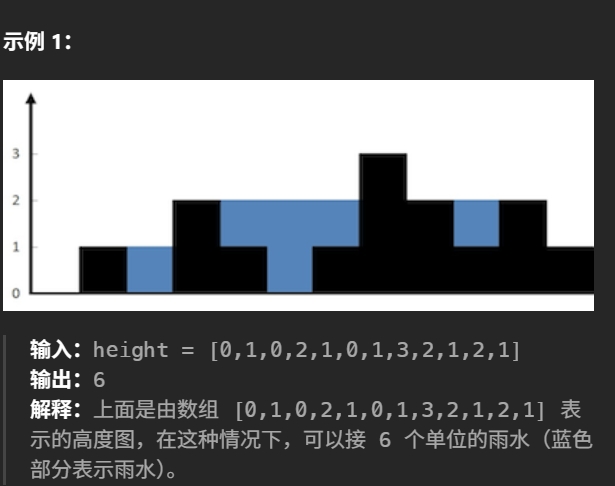 示例 1：
3
2
1
0
输入：height = [0,1,0,2,1,0,1,3,2,1,2,1]
输出：6
解释：上面是由数组 [0,1,0,2,1,0,1,3,2,1,2,1] 表
示的高度图，在这种情况下，可以接 6 个单位的雨水（蓝色
部分表示雨水）。